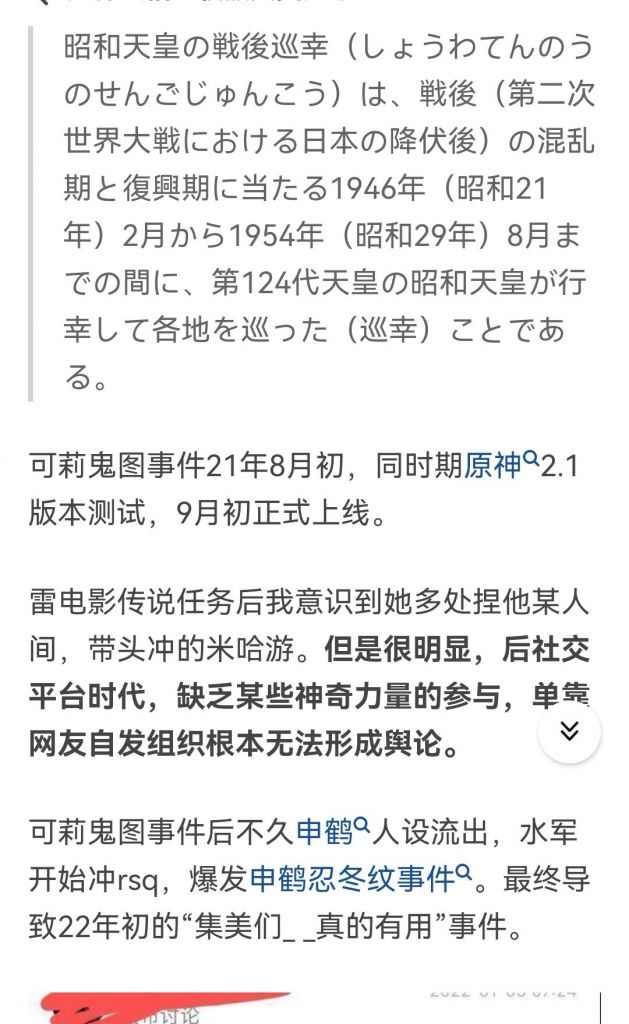 昭和天皇の戦後巡幸（しょうわてんのう
のせんごじゅんこう）は、戦後（第二次
世界大戦における日本の降伏後）の混乱
期と復興期に当たる1946年（昭和21
年）2月から1954年（昭和29年）8月ま
での間に、第124代天皇の昭和天皇が行
幸して各地を巡った（巡幸）ことであ
る。
可莉鬼图事件21年8月初，同时期原神2.1
版本测试，9月初正式上线。
雷电影传说任务后我意识到她多处捏他某人
间，带头冲的米哈游。但是很明显，后社交
平台时代，缺乏某些神奇力量的参与，单靠
网友自发组织根本无法形成舆论。
可莉鬼图事件后不久申鹤人设流出，水军
开始冲rsq，爆发申鹤忍冬纹事件。最终导
致22年初的“集美们_ _真的有用”事件。
讨论